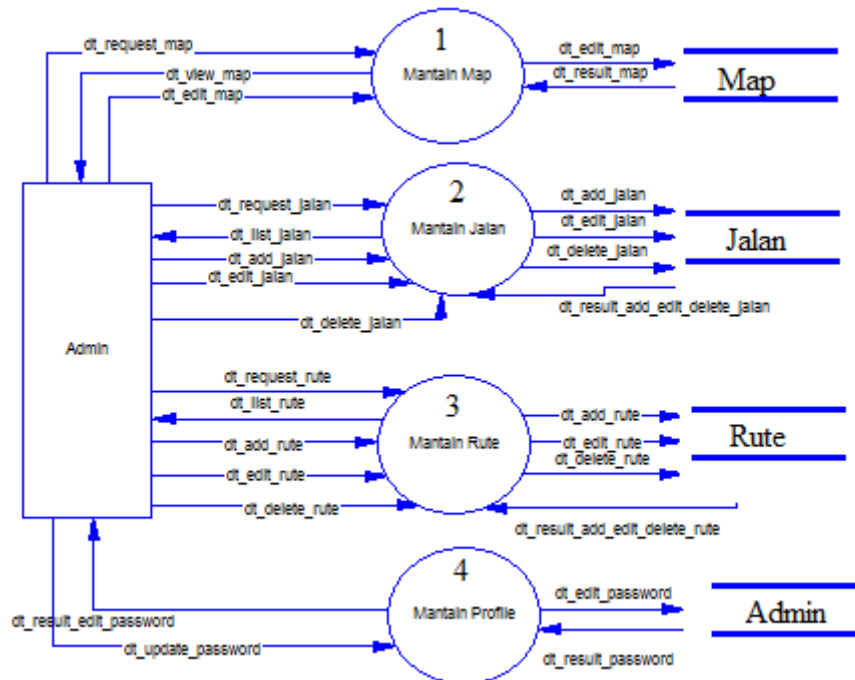 1
dt_request_map
dt_edit_map
dt_view_map
Mantain Map
dt_result_map
Map
dt_edit_map
2
dt_request_jalan
dt_add_jalan
dt_list_jalan
Mantain Jalan
dt_edit_jalan
Jalan
dt_add_jalan
dt_delete_jalan
dt_edit_jalan
dt_result_add_edit_delete_jalan
dt_delete_jalan
Admin
dt_request_rute
3
dt_list_rute
dt_add_rute
dt_add_rute
Mantain Rute
dt_edit_rute
Rute
dt_delete_rute
dt_edit_rute
dt_delete_rute
dt_result_add_edit_delete_rute
4
dt_edit_password
dt_result_edit_password
Mantain Profile
Admin
dt_update_password
dt_result_password